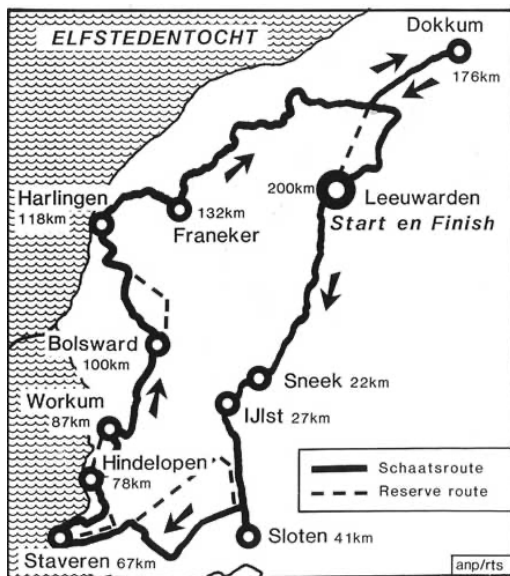 ELFSTEDENTOCHT
Dokkum
176km
Harlingen
118km
132km
Franeker
200km
Leeuwarden
Start en Finish
Bolsward
100km
Sneek 22km
Workum
87km
IJlst 27km
Hindelopen
78km
Schaatsroute
Reserve route
Sloten 41km
Staveren 67km
anp/rts